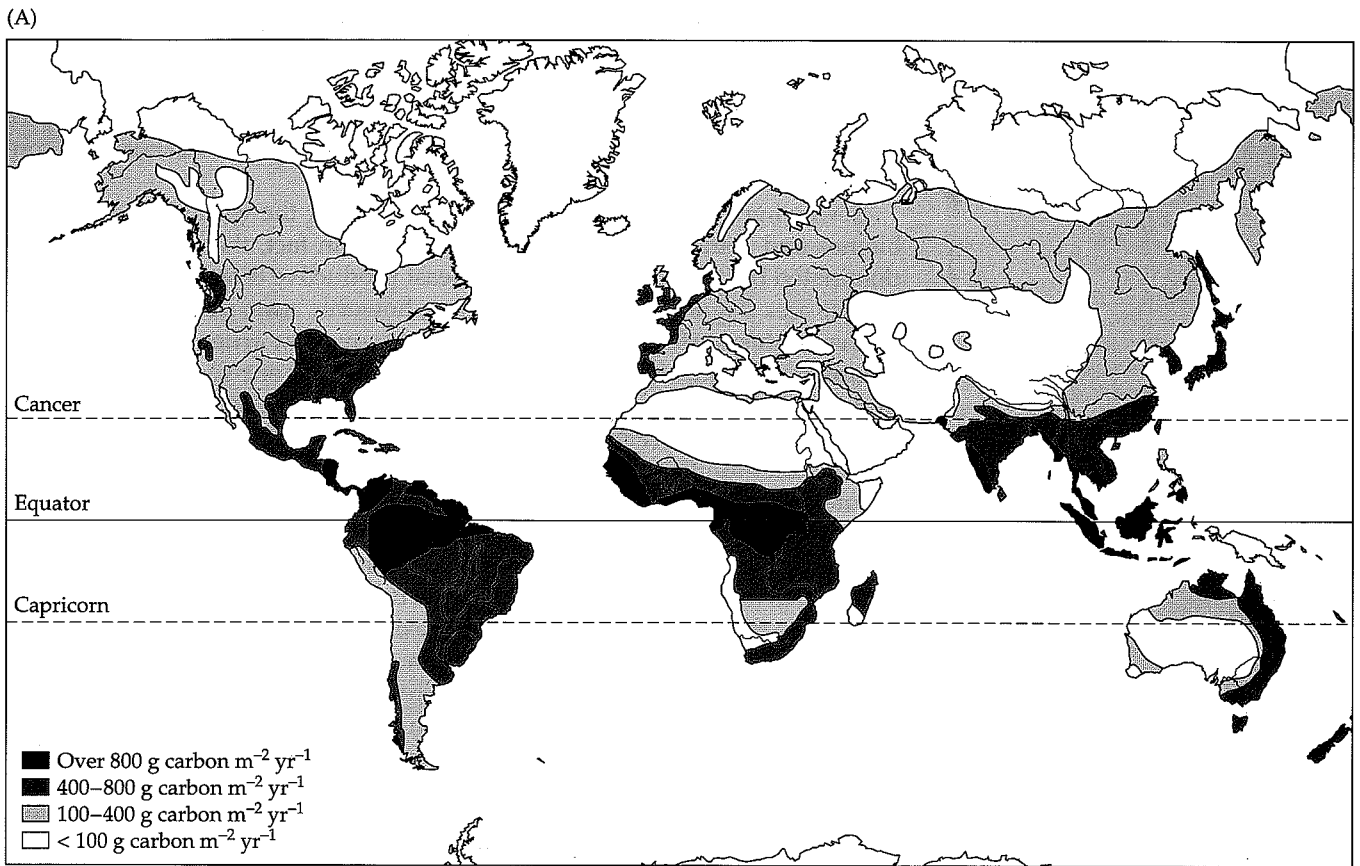 (A)
Cancer
Equator
Capricorn
Over 800 g carbon m⁻² yr⁻¹
400–800 g carbon m⁻² yr⁻¹
100–400 g carbon m⁻² yr⁻¹
< 100 g carbon m⁻² yr⁻¹